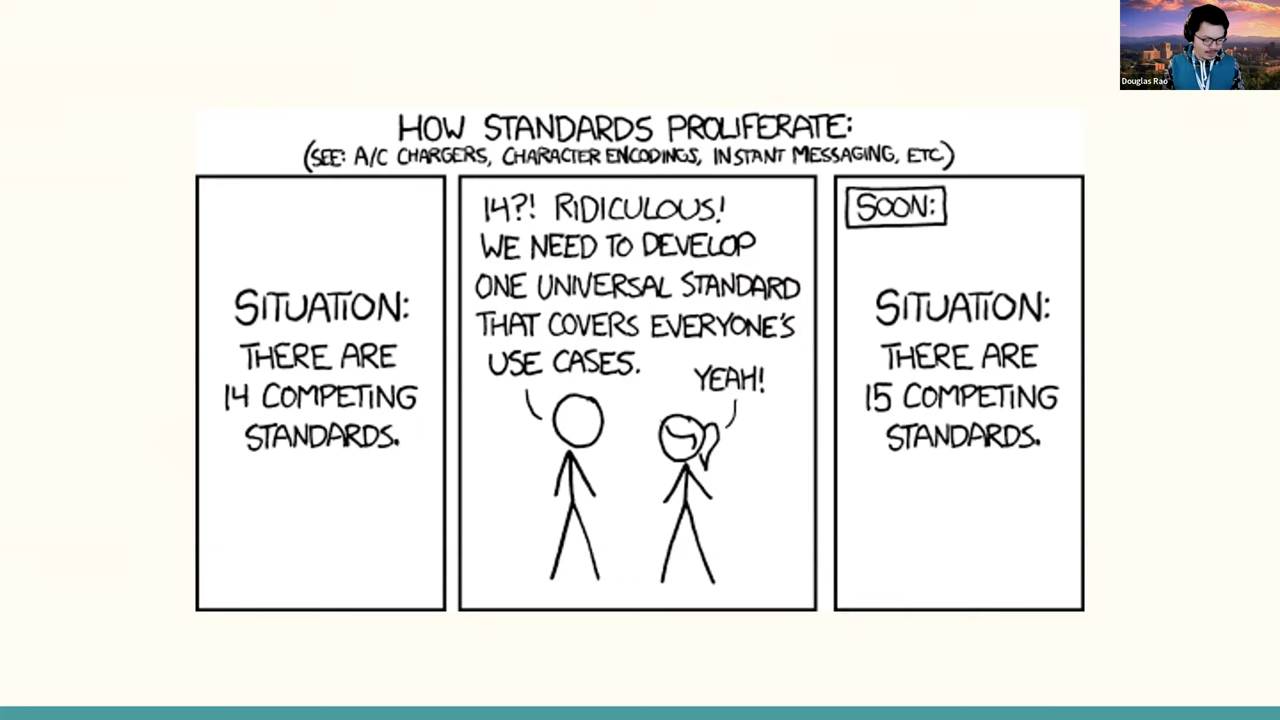 Douglas Rao
HOW STANDARDS PROLIFERATE:
(SEE: A/C CHARGERS, CHARACTER ENCODINGS, INSTANT MESSAGING, ETC)
SITUATION:
THERE ARE
14 COMPETING
STANDARDS.
14?! RIDICULOUS!
WE NEED TO DEVELOP
ONE UNIVERSAL STANDARD
THAT COVERS EVERYONE'S
USE CASES.
YEAH!
SOON:
SITUATION:
THERE ARE
15 COMPETING
STANDARDS.